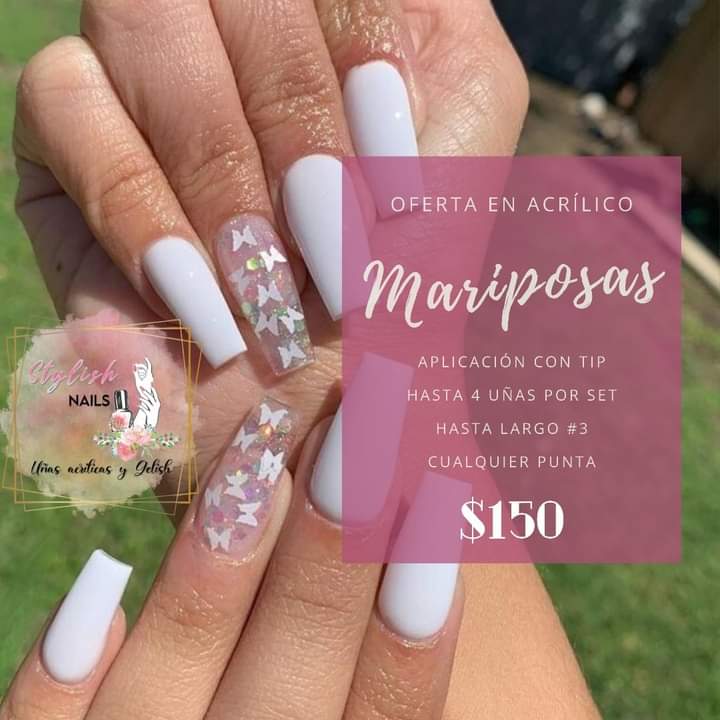 OFERTA EN ACRÍLICO
Mariposas
APLICACIÓN CON TIP
HASTA 4 UÑAS POR SET
HASTA LARGO #3
CUALQUIER PUNTA
$150
Stylish
NAILS
Uñas acrílicas y Gelish